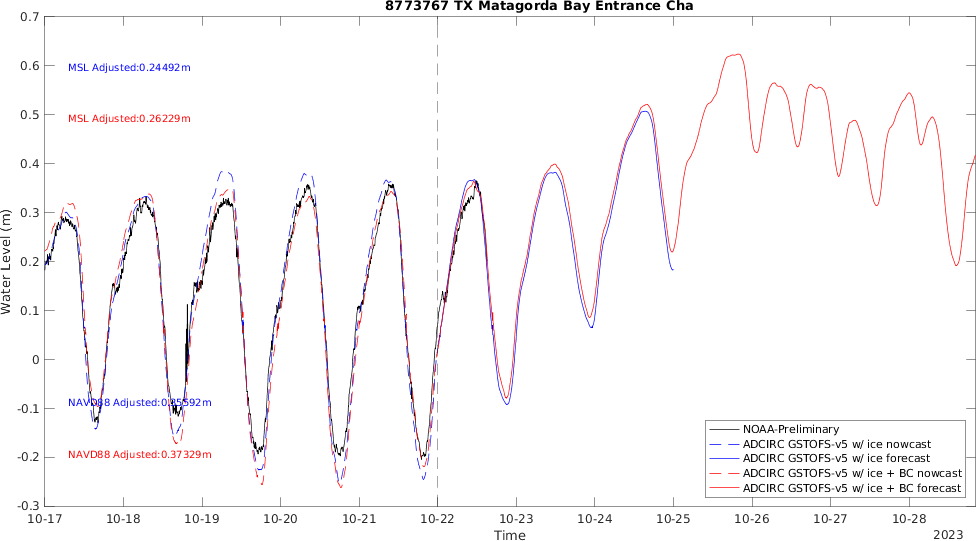 8773767 TX Matagorda Bay Entrance Cha
0.7
0.6
0.5
0.4
0.3
0.2
0.1
0
-0.1
-0.2
-0.3
Water Level (m)
MSL Adjusted:0.24492m
MSL Adjusted:0.26229m
NAVD88 Adjusted:0.35592m
NAVD88 Adjusted:0.37329m
NOAA-Preliminary
ADCIRC GSTOFS-v5 w/ ice nowcast
ADCIRC GSTOFS-v5 w/ ice forecast
ADCIRC GSTOFS-v5 w/ ice + BC nowcast
ADCIRC GSTOFS-v5 w/ ice + BC forecast
10-17 10-18 10-19 10-20 10-21 10-22 10-23 10-24 10-25 10-26 10-27 10-28
Time
2023